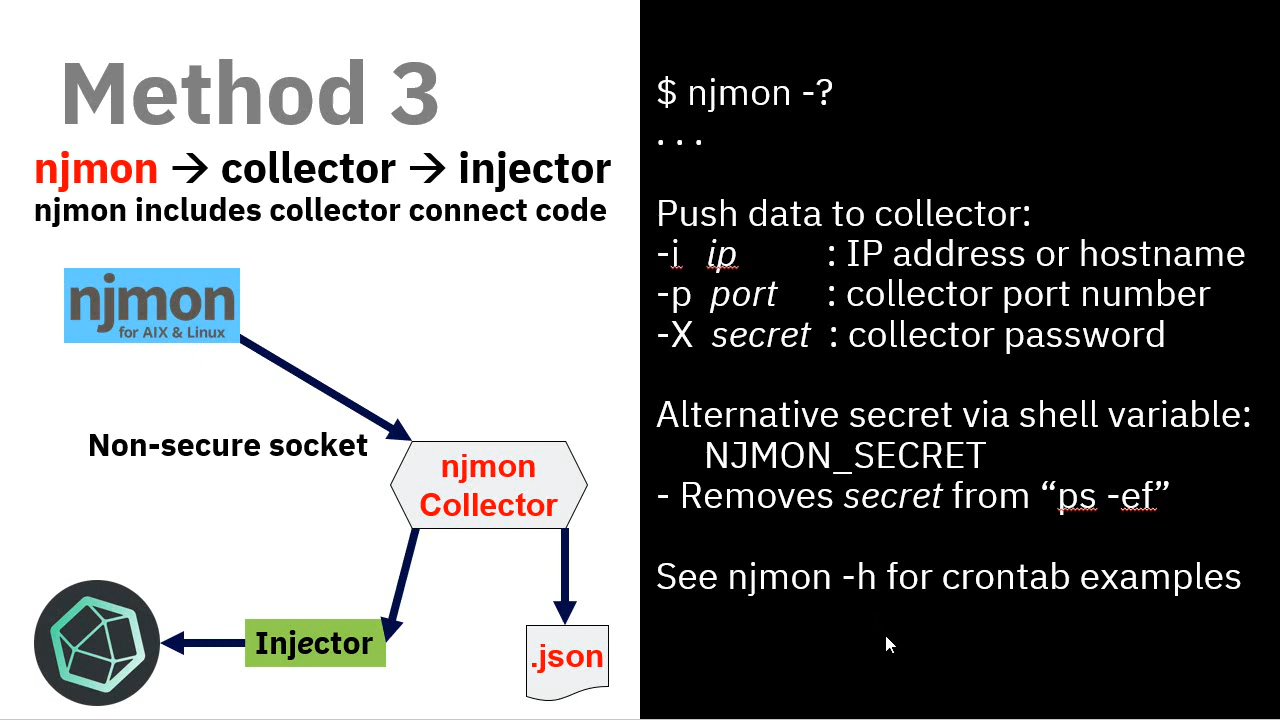 Method 3
njmon → collector → injector
njmon includes collector connect code
njmon
for AIX & Linux
Non-secure socket
njmon
Collector
Injector
.json
$ njmon -?
. . .
Push data to collector:
-i ip : IP address or hostname
-p port : collector port number
-X secret : collector password
Alternative secret via shell variable:
NJMON_SECRET
- Removes secret from “ps -ef”
See njmon -h for crontab examples